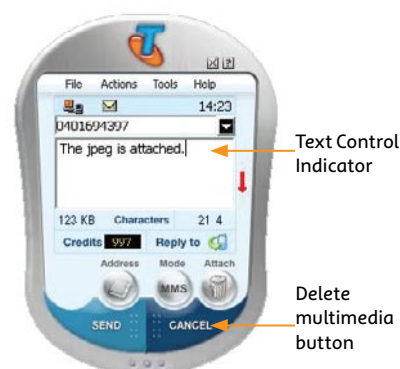 File Actions Tools Help
14:23
0401694397
The jpeg is attached.
Text Control
Indicator
123 KB Characters 21 4
Credits 997 Reply to
Address Mode Attach
MMS
Delete
multimedia
button
SEND CANCEL